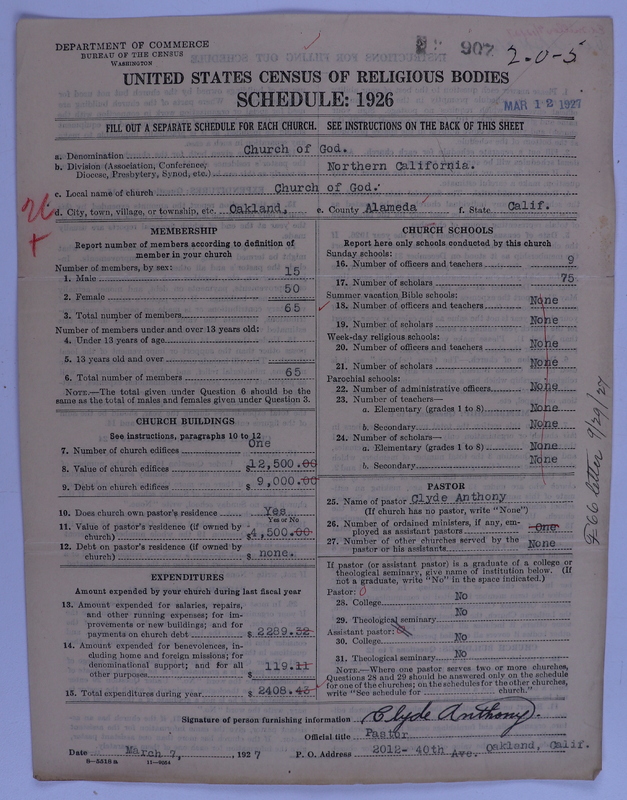 DEPARTMENT OF COMMERCE
BUREAU OF THE CENSUS
WASHINGTON
907
2-0-5
UNITED STATES CENSUS OF RELIGIOUS BODIES
SCHEDULE: 1926
MAR 12 1927
FILL OUT A SEPARATE SCHEDULE FOR EACH CHURCH. SEE INSTRUCTIONS ON THE BACK OF THIS SHEET
a. Denomination Church of God.
b. Division (Association, Conference, Diocese, Presbytery, Synod, etc.) Northern California.
c. Local name of church Church of God.
d. City, town, village, or township, etc. Oakland, e. County Alameda f. State Calif.
MEMBERSHIP
Report number of members according to definition of
member in your church
Number of members, by sex:
1. Male 15
2. Female 50
3. Total number of members 65
Number of members under and over 13 years old:
4. Under 13 years of age
5. 13 years old and over
6. Total number of members 65
NOTE.—The total given under Question 6 should be the
same as the total of males and females given under Question 3.
CHURCH BUILDINGS
See instructions, paragraphs 10 to 12
7. Number of church edifices One
8. Value of church edifices $12,500.00
9. Debt on church edifices $ 9,000.00
10. Does church own pastor's residence? Yes
Yes or No
11. Value of pastor's residence (if owned by
church) $4,500.00
12. Debt on pastor's residence (if owned by
church) $ none.
EXPENDITURES
Amount expended by your church during last fiscal year
13. Amount expended for salaries, repairs,
and other running expenses; for im-
provements or new buildings; and for
payments on church debt $ 2289.32
14. Amount expended for benevolences, in-
cluding home and foreign missions; for
denominational support; and for all
other purposes $ 119.11
15. Total expenditures during year $ 2408.43
CHURCH SCHOOLS
Report here only schools conducted by this church
Sunday schools:
16. Number of officers and teachers 9
17. Number of scholars 75
Summer vacation Bible schools:
18. Number of officers and teachers None
19. Number of scholars None
Week-day religious schools:
20. Number of officers and teachers None
21. Number of scholars None
Parochial schools:
22. Number of administrative officers None
23. Number of teachers—
a. Elementary (grades 1 to 8) None
b. Secondary None
24. Number of scholars—
a. Elementary (grades 1 to 8) None
b. Secondary None
PASTOR
25. Name of pastor Clyde Anthony
(If church has no pastor, write "None")
26. Number of ordained ministers, if any, em-
ployed as assistant pastors One
27. Number of other churches served by the
pastor or his assistants None
If pastor (or assistant pastor) is a graduate of a college or
theological seminary, give name of institution below. (If
not a graduate, write "No" in the space indicated.)
Pastor: 0
28. College No
29. Theological seminary No
Assistant pastor:
30. College No
31. Theological seminary No
NOTE.—Where one pastor serves two or more churches,
Questions 28 and 29 should be answered only on the schedule
for one of the churches; on the schedules for the other churches,
write "See schedule for church."
Signature of person furnishing information Clyde Anthony.
Official title Pastor
Date March 7, 1927 P. O. Address 2012- 40th Ave. Oakland, Calif.
8-5518a 11-9264
letter 9/29/27